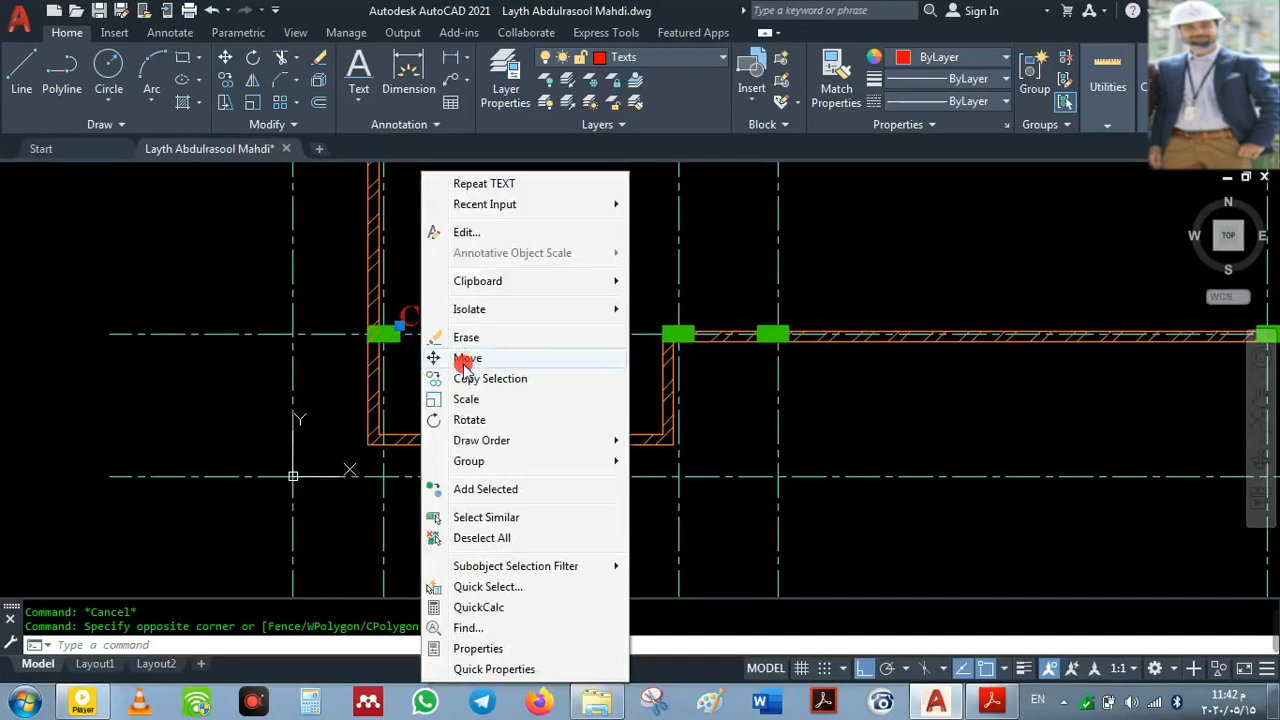 Autodesk AutoCAD 2021 Layth Abdulrasool Mahdi.dwg
Type a keyword or phrase
Sign In
Home Insert Annotate Parametric View Manage Output Add-ins Collaborate Express Tools Featured Apps
Line Polyline Circle Arc
Text Dimension
Layer
Properties
Texts
Insert
Match
Properties
ByLayer
ByLayer
ByLayer
Group
Utilities
Draw Modify Annotation Layers Block Properties Groups
Start Layth Abdulrasool Mahdi*
Repeat TEXT
Recent Input
Edit...
Annotative Object Scale
Clipboard
Isolate
Erase
Move
Copy Selection
Scale
Rotate
Draw Order
Group
Add Selected
Select Similar
Deselect All
Subobject Selection Filter
Quick Select...
QuickCalc
Find...
Properties
Quick Properties
C
Y
X
N
W TOP E
S
WCS
Command: *Cancel*
Command: Specify opposite corner or [Fence/WPolygon/CPolygon
Type a command
Model Layout1 Layout2
MODEL
1:1
Player
EN
11:42 م
٢٠٢٠/٠٥/١٥